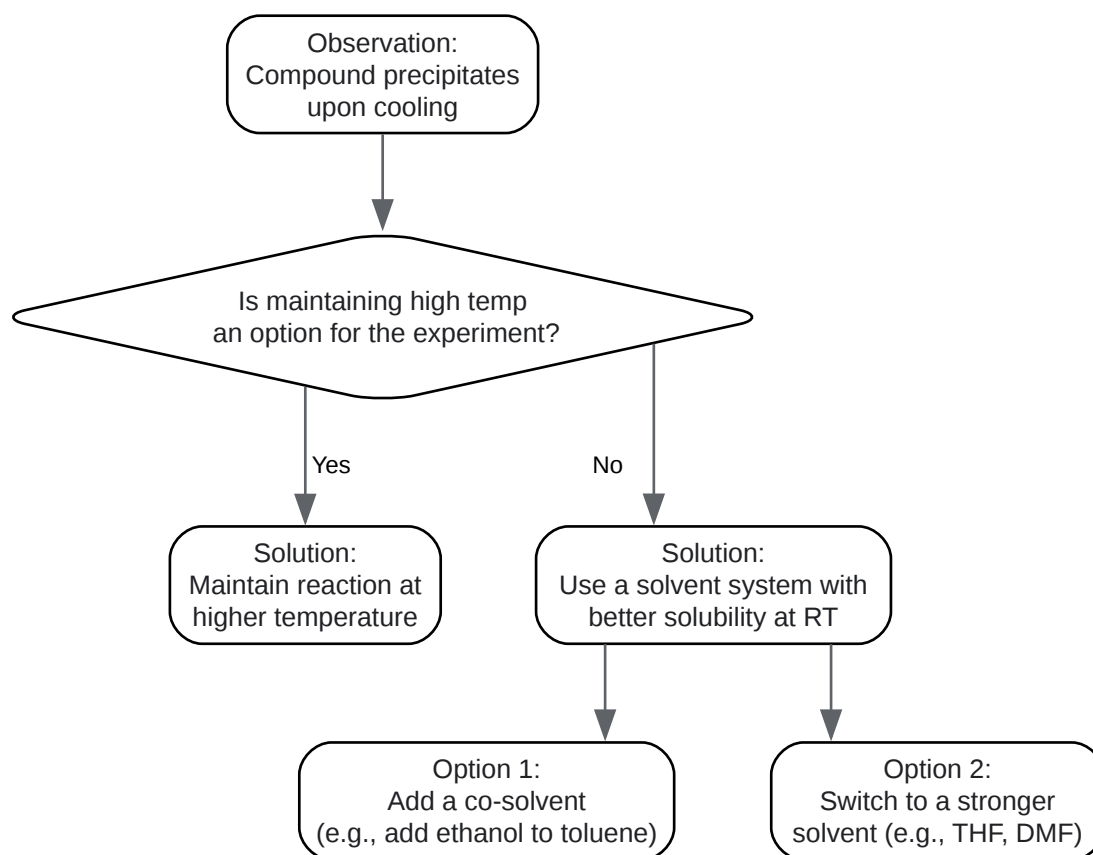 Observation:
Compound precipitates
upon cooling
Is maintaining high temp
an option for the experiment?
Yes
No
Solution:
Maintain reaction at
higher temperature
Solution:
Use a solvent system with
better solubility at RT
Option 1:
Add a co-solvent
(e.g., add ethanol to toluene)
Option 2:
Switch to a stronger
solvent (e.g., THF, DMF)